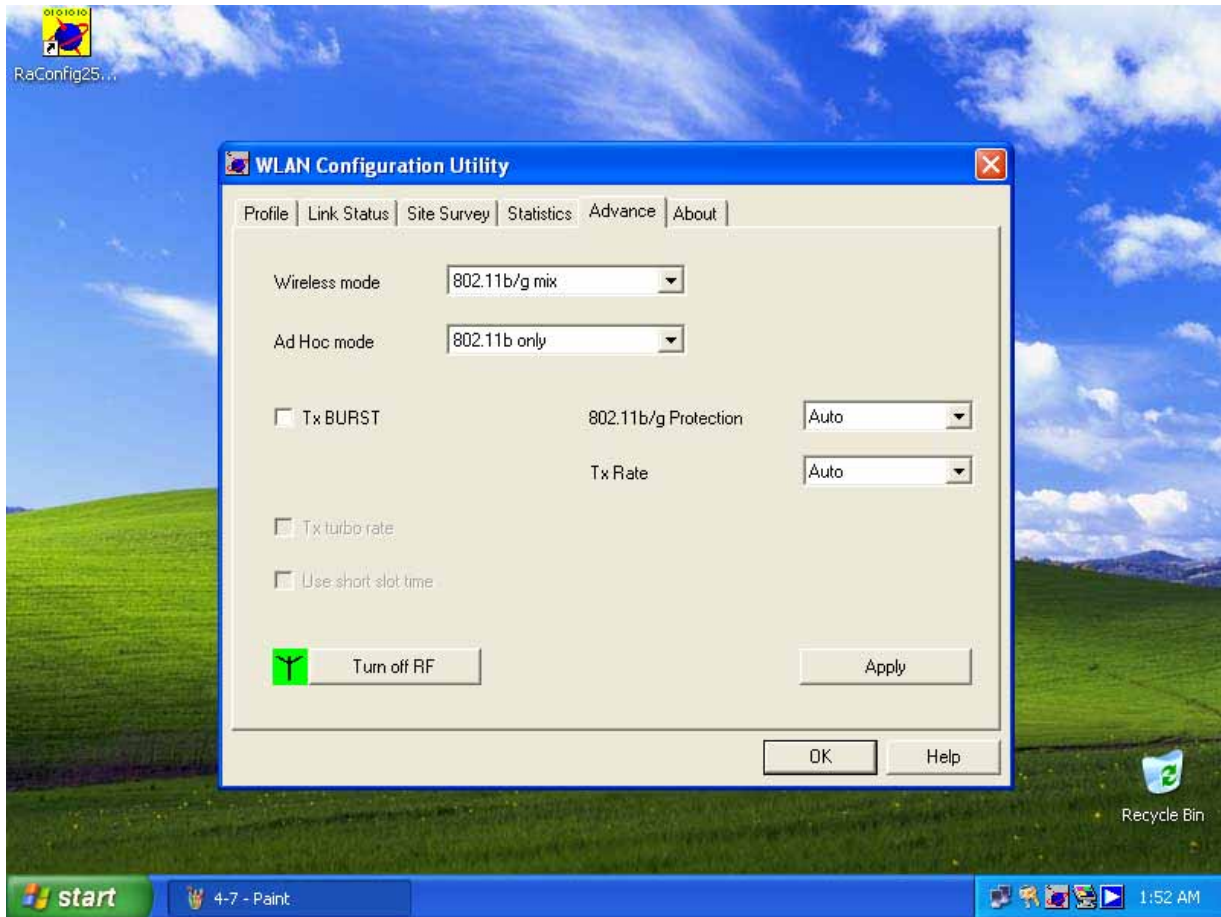 0101010
RaConfig25...
WLAN Configuration Utility
Profile Link Status Site Survey Statistics Advance About
Wireless mode 802.11b/g mix
Ad Hoc mode 802.11b only
Tx BURST 802.11b/g Protection Auto
Tx Rate Auto
Tx turbo rate
Use short slot time
Turn off RF Apply
OK Help
Recycle Bin
start 4-7 - Paint 1:52 AM